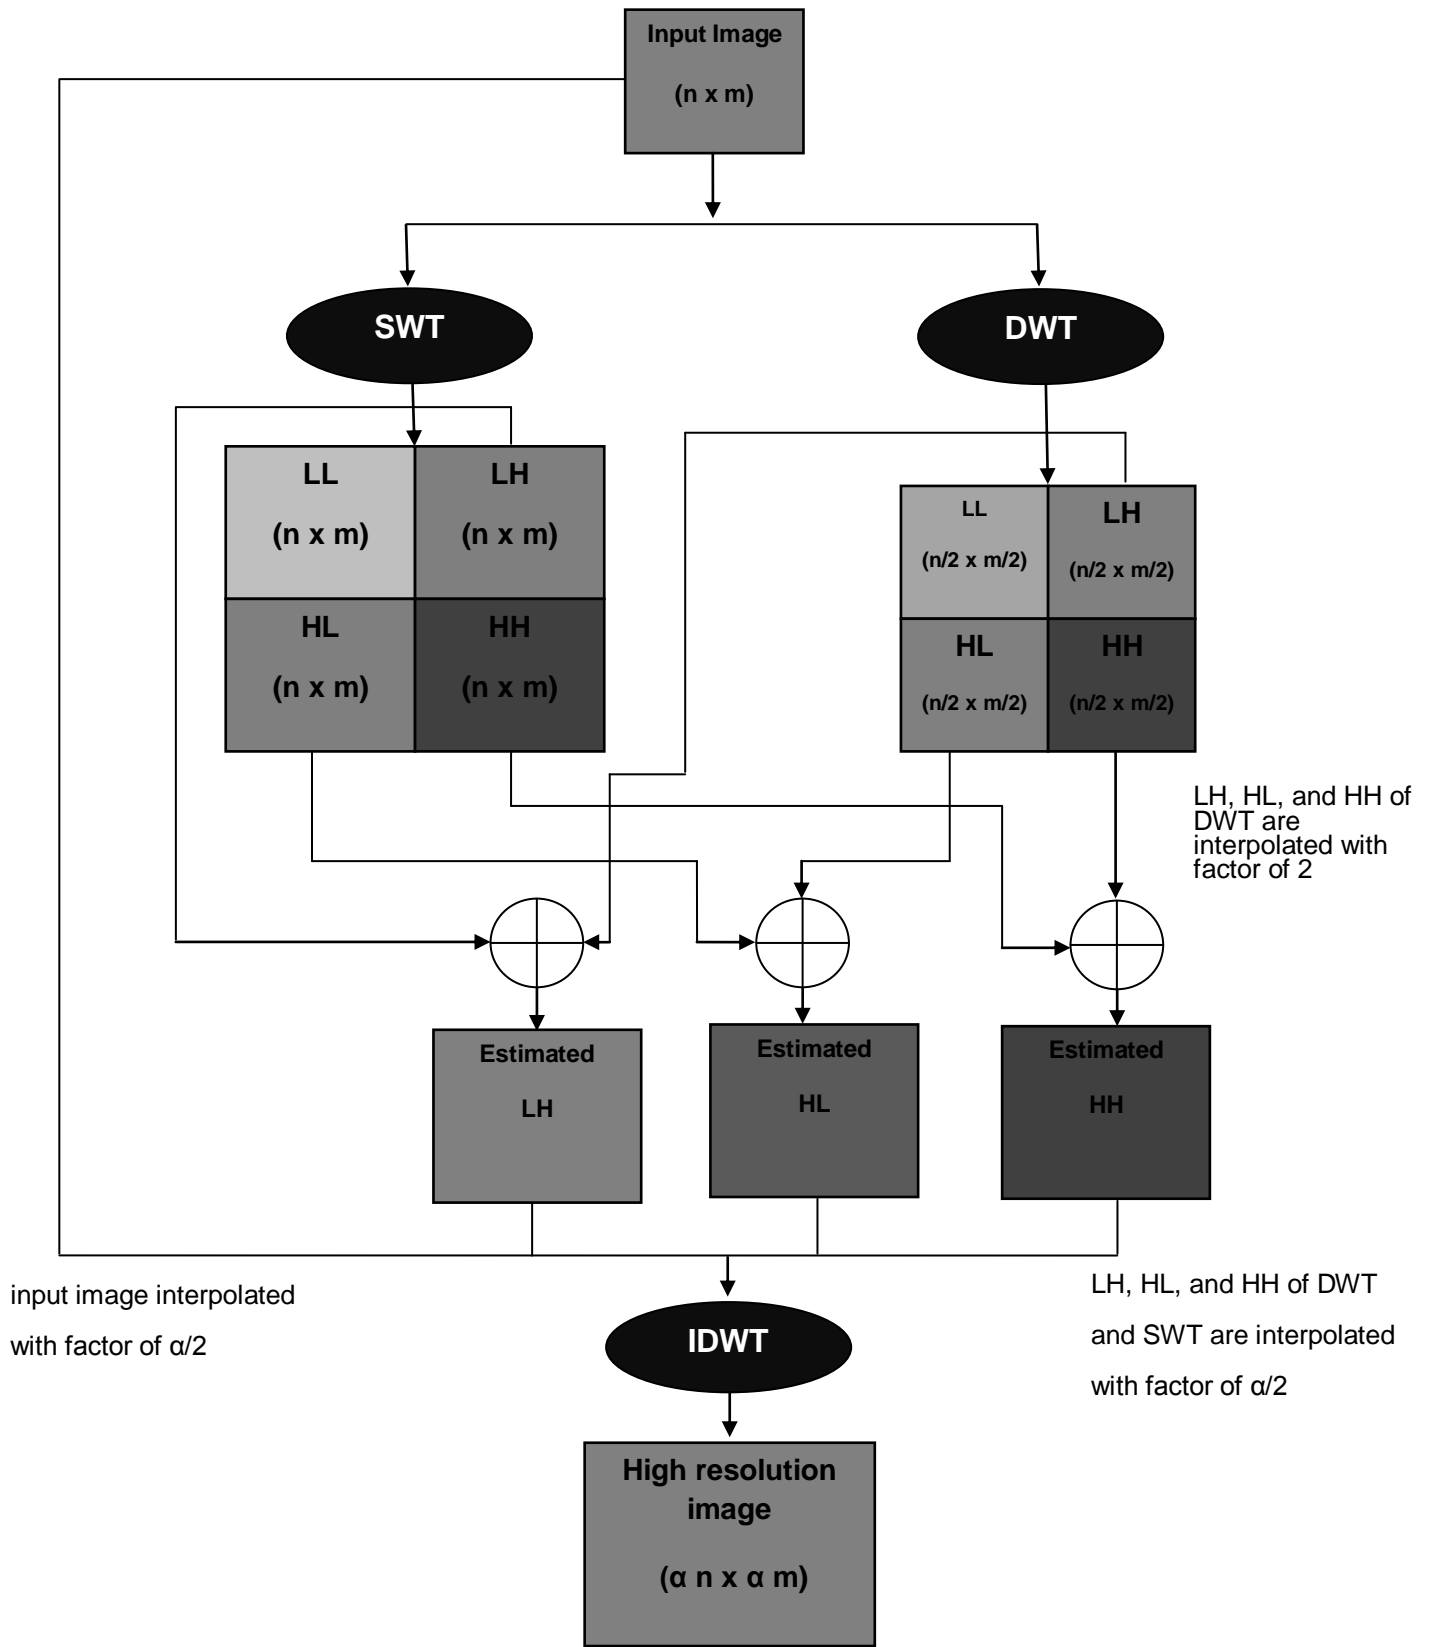 Input Image
(n x m)
SWT
DWT
LL
(n x m)
LH
(n x m)
HL
(n x m)
HH
(n x m)
LL
(n/2 x m/2)
LH
(n/2 x m/2)
HL
(n/2 x m/2)
HH
(n/2 x m/2)
LH, HL, and HH of
DWT are
interpolated with
factor of 2
Estimated
LH
Estimated
HL
Estimated
HH
input image interpolated
with factor of α/2
LH, HL, and HH of DWT
and SWT are interpolated
with factor of α/2
IDWT
High resolution
image
(α n x α m)